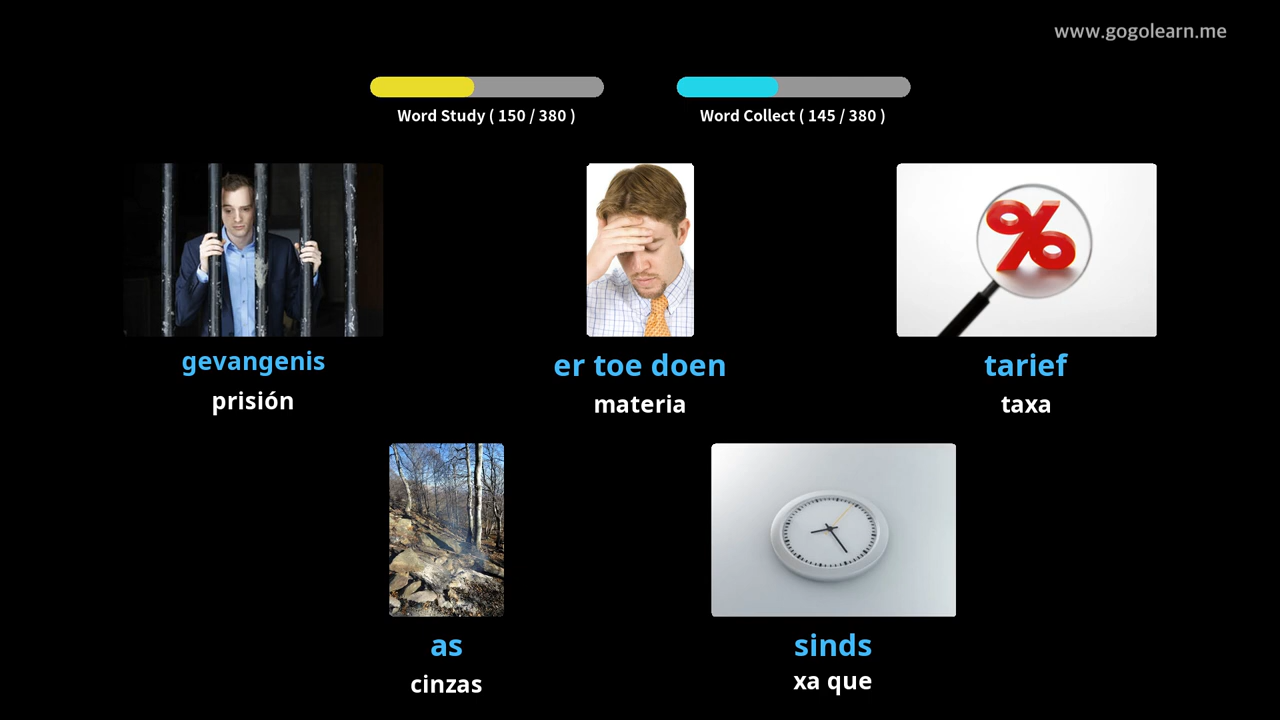 www.gogolearn.me
Word Study ( 150 / 380 )
Word Collect ( 145 / 380 )
gevangenis
prisión
er toe doen
materia
tarief
taxa
as
cinzas
sinds
xa que